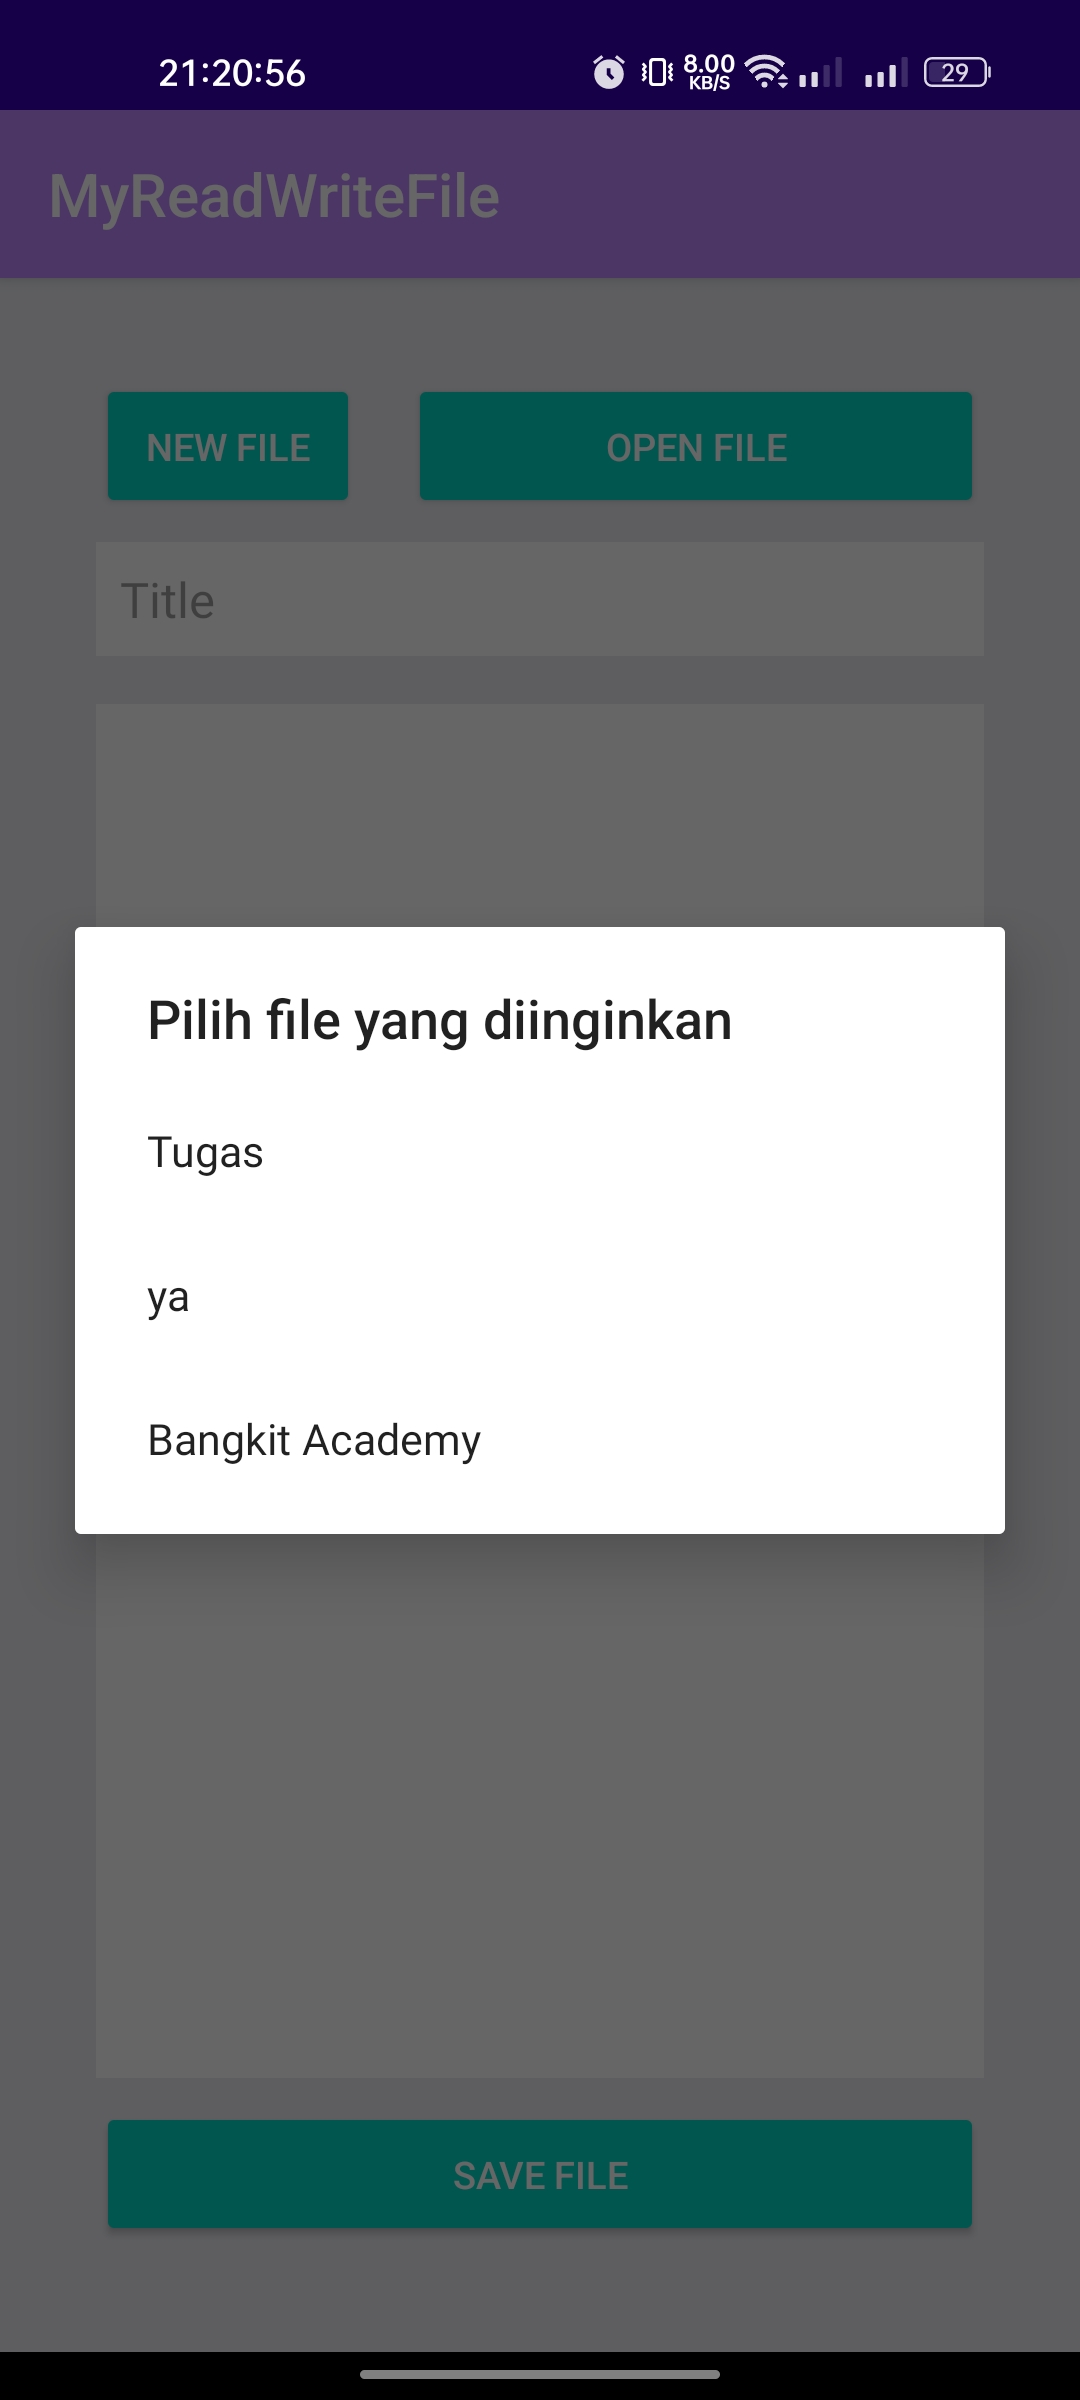 21:20:56
8.00
KB/S
29
MyReadWriteFile
NEW FILE
OPEN FILE
Title
Pilih file yang diinginkan
Tugas
ya
Bangkit Academy
SAVE FILE